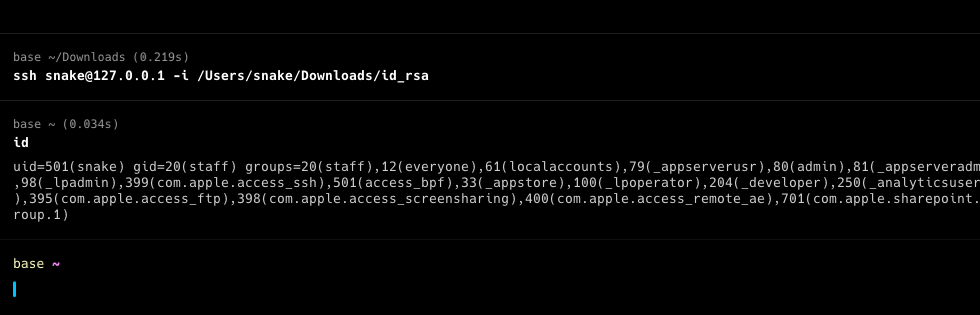 base ~/Downloads (0.219s)
ssh snake@127.0.0.1 -i /Users/snake/Downloads/id_rsa
base ~ (0.034s)
id
uid=501(snake) gid=20(staff) groups=20(staff),12(everyone),61(localaccounts),79(_appserverusr),80(admin),81(_appserveradm
,98(_lpadmin),399(com.apple.access_ssh),501(access_bpf),33(_appstore),100(_lpoperator),204(_developer),250(_analyticsuser
),395(com.apple.access_ftp),398(com.apple.access_screensharing),400(com.apple.access_remote_ae),701(com.apple.sharepoint.
roup.1)
base ~